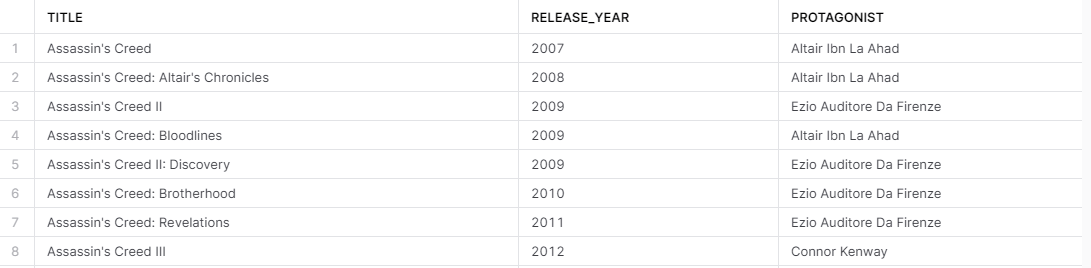 TITLE RELEASE_YEAR PROTAGONIST
1 Assassin's Creed 2007 Altair Ibn La Ahad
2 Assassin's Creed: Altair's Chronicles 2008 Altair Ibn La Ahad
3 Assassin's Creed II 2009 Ezio Auditore Da Firenze
4 Assassin's Creed: Bloodlines 2009 Altair Ibn La Ahad
5 Assassin's Creed II: Discovery 2009 Ezio Auditore Da Firenze
6 Assassin's Creed: Brotherhood 2010 Ezio Auditore Da Firenze
7 Assassin's Creed: Revelations 2011 Ezio Auditore Da Firenze
8 Assassin's Creed III 2012 Connor Kenway